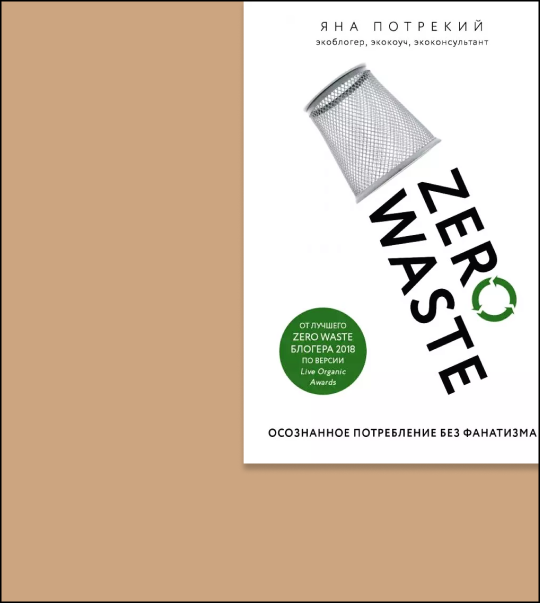 ЯНА ПОТРЕКИЙ
экоблогер, экокоуч, экоконсультант
ZERO
WASTE
ОТ ЛУЧШЕГО
ZERO WASTE
БЛОГЕРА 2018
ПО ВЕРСИИ
Live Organic
Awards
ОСОЗНАННОЕ ПОТРЕБЛЕНИЕ БЕЗ ФАНАТИЗМА